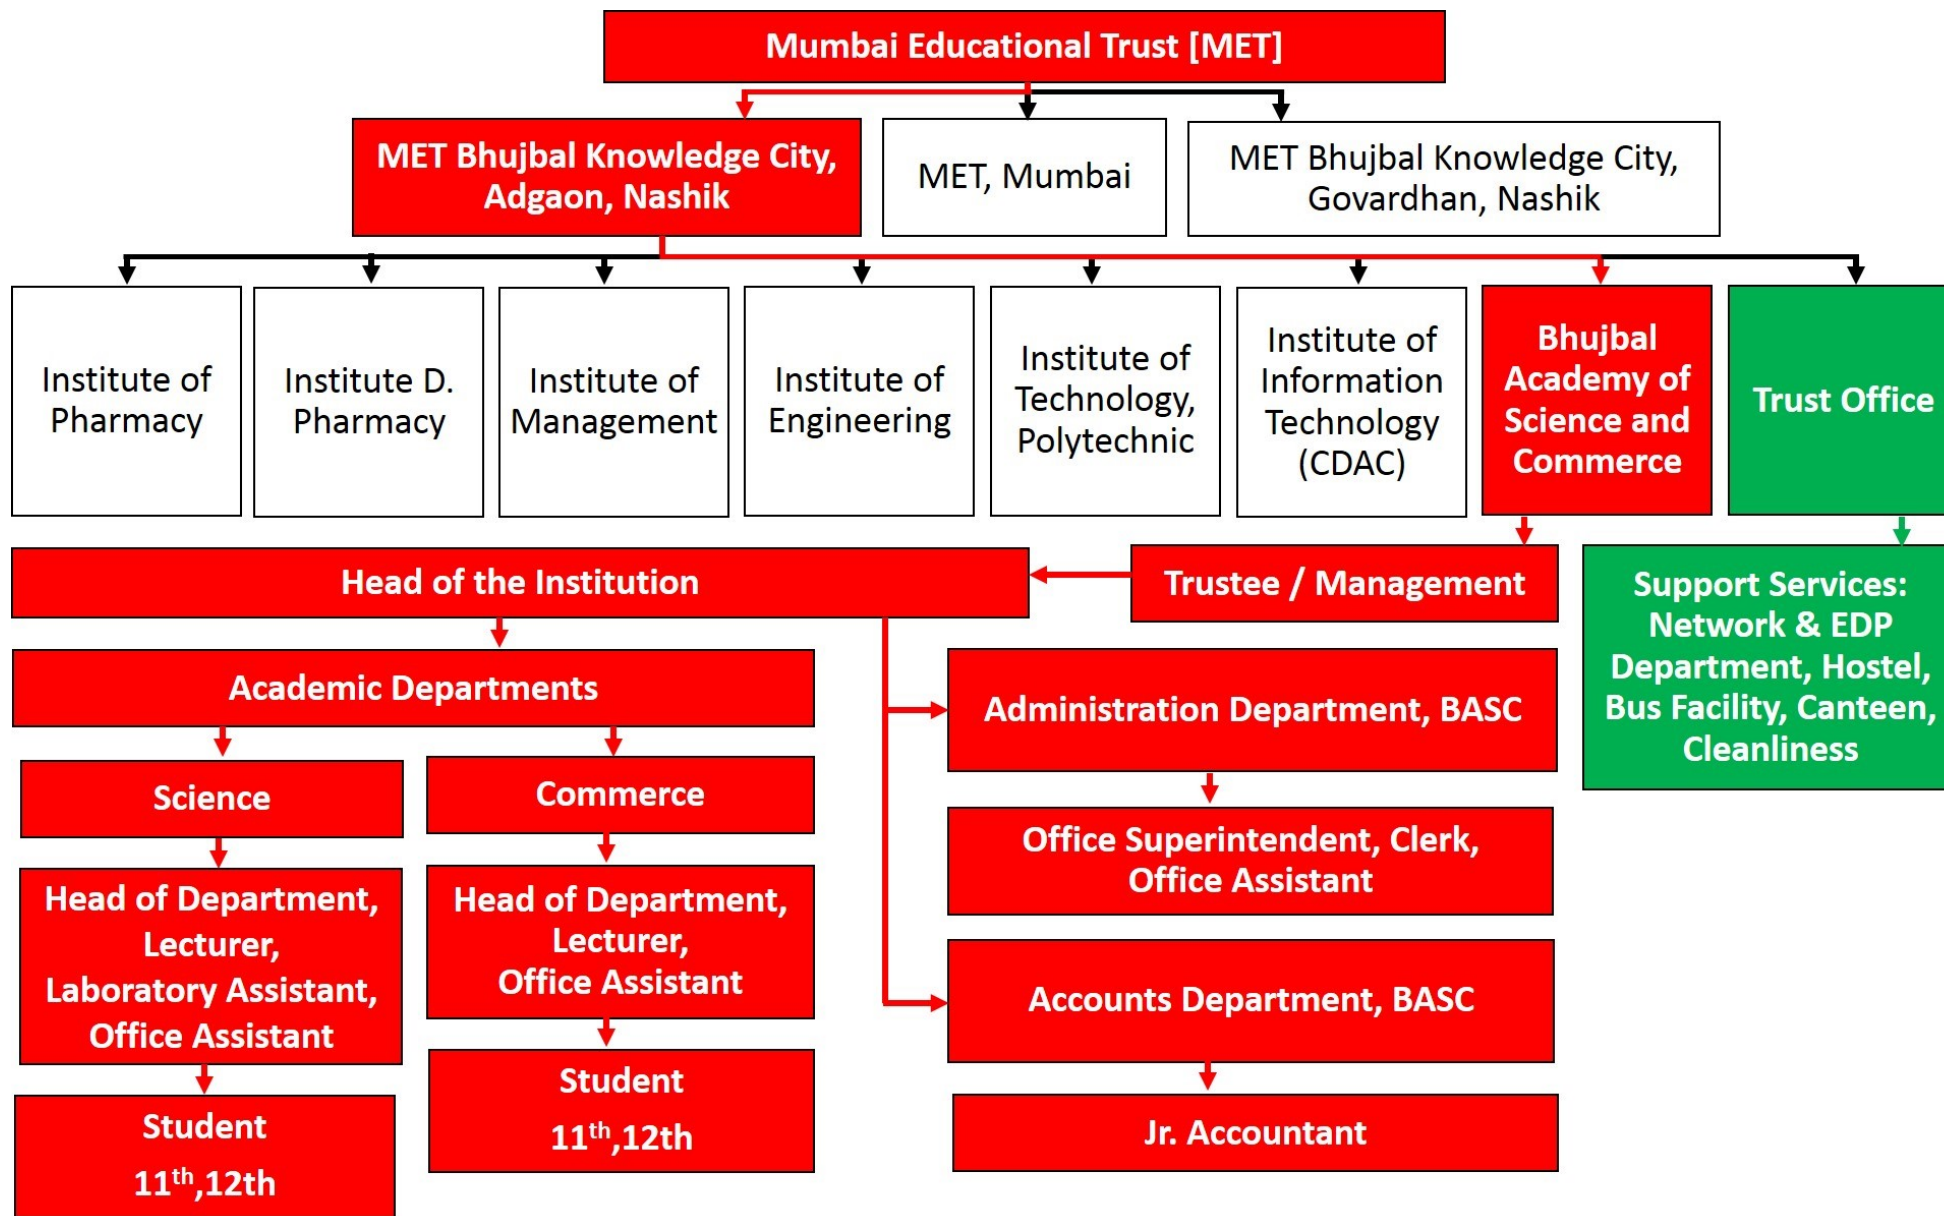 Mumbai Educational Trust [MET]
MET Bhujbal Knowledge City,
Adgaon, Nashik
MET, Mumbai
MET Bhujbal Knowledge City,
Govardhan, Nashik
Institute of
Pharmacy
Institute D.
Pharmacy
Institute of
Management
Institute of
Engineering
Institute of
Technology,
Polytechnic
Institute of
Information
Technology
(CDAC)
Bhujbal
Academy of
Science and
Commerce
Trust Office
Head of the Institution
Trustee / Management
Support Services:
Network & EDP
Department, Hostel,
Bus Facility, Canteen,
Cleanliness
Academic Departments
Science
Commerce
Head of Department,
Lecturer,
Laboratory Assistant,
Office Assistant
Head of Department,
Lecturer,
Office Assistant
Student
11th,12th
Student
11th,12th
Administration Department, BASC
Office Superintendent, Clerk,
Office Assistant
Accounts Department, BASC
Jr. Accountant